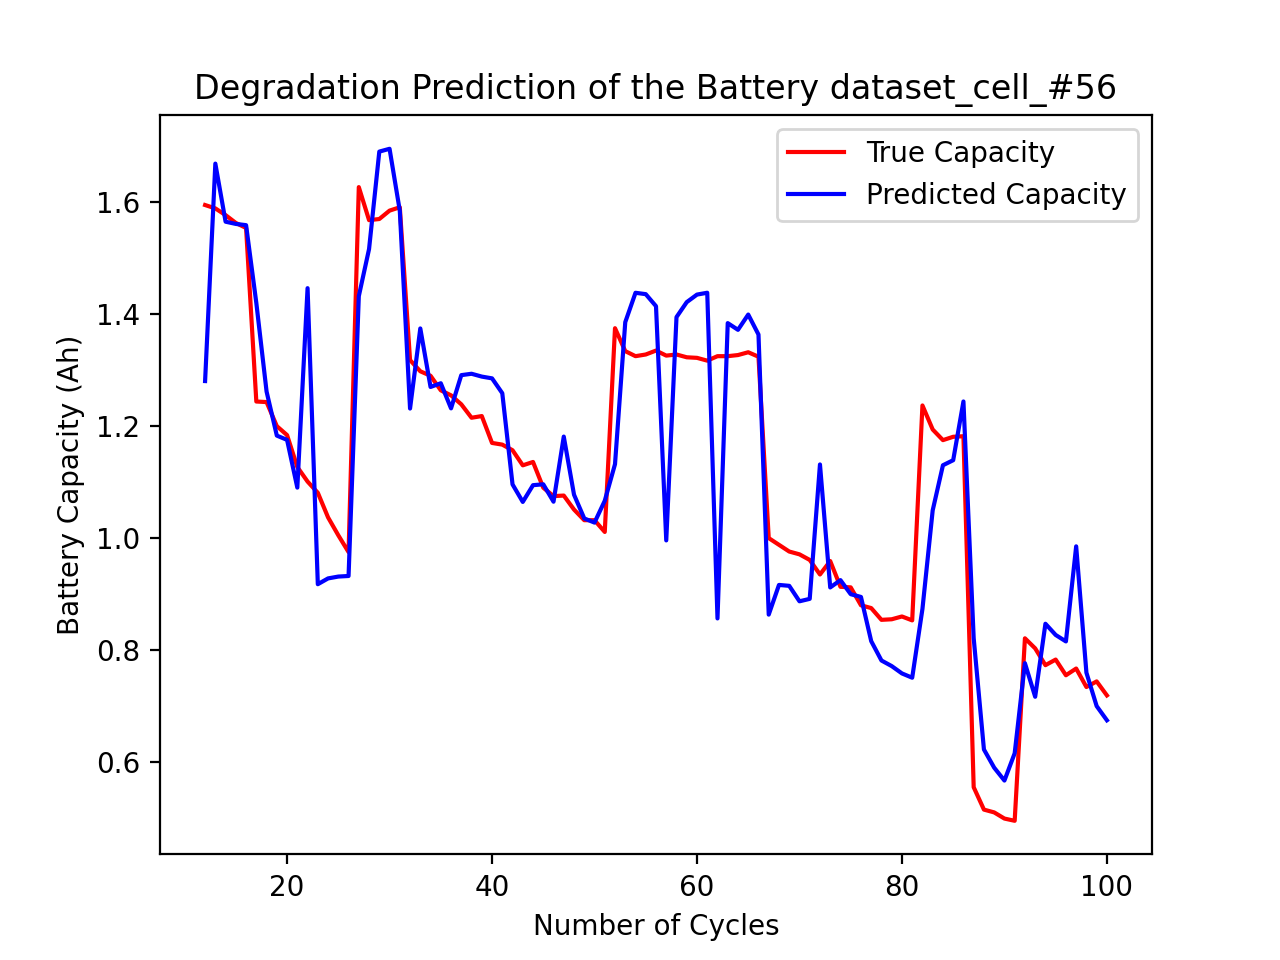 Degradation Prediction of the Battery dataset_cell_#56
True Capacity
Predicted Capacity
Battery Capacity (Ah)
1.6
1.4
1.2
1.0
0.8
0.6
20 40 60 80 100
Number of Cycles